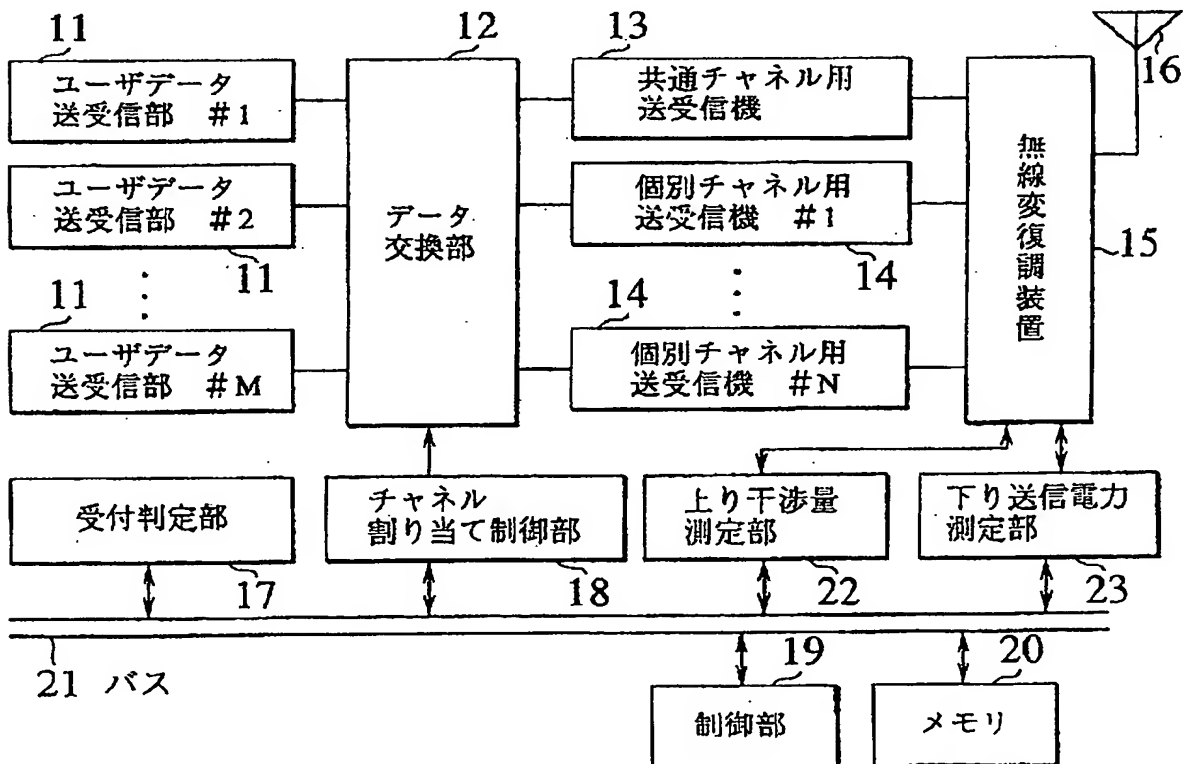 11
ユーザデータ
送受信部 #1
12
13
共通チャネル用
送受信機
16
ユーザデータ
送受信部 #2
11
データ
交換部
個別チャネル用
送受信機 #1
14
無線変復調装置
15
11
ユーザデータ
送受信部 #M
14
個別チャネル用
送受信機 #N
受付判定部
17
チャネル
割り当て制御部
18
上り干渉量
測定部
22
下り送信電力
測定部
23
21 バス
19
制御部
20
メモリ